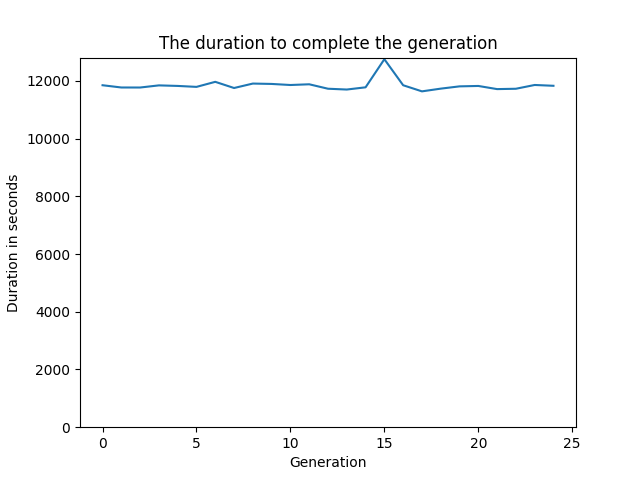 The duration to complete the generation
12000
10000
8000
6000
4000
2000
0
Duration in seconds
0 5 10 15 20 25
Generation